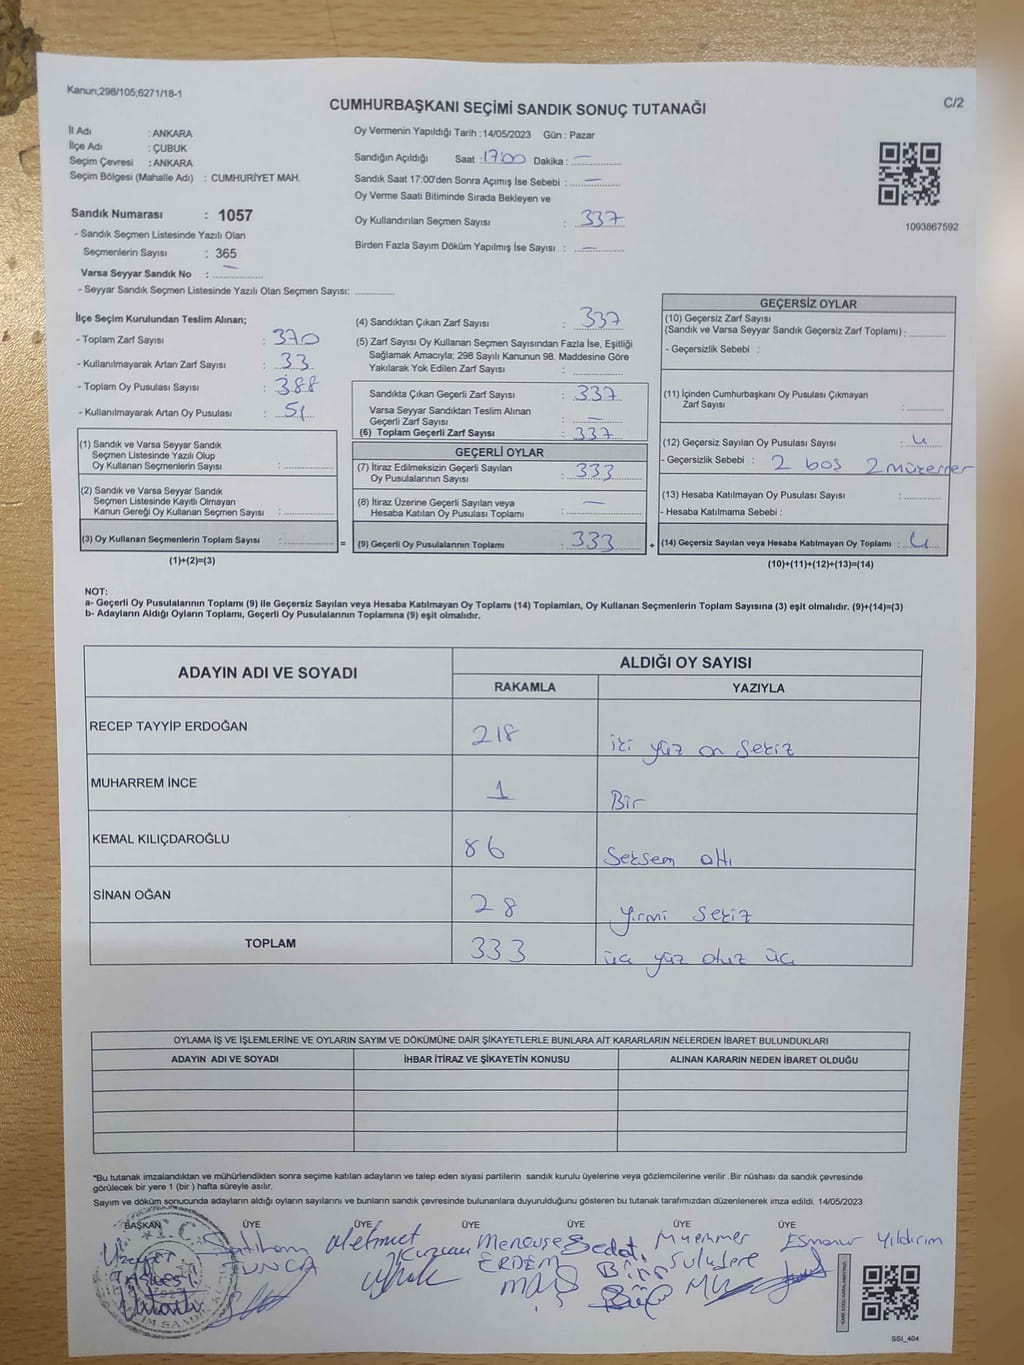 Kanun;298/105;6271/18-1
CUMHURBAŞKANI SEÇİMİ SANDIK SONUÇ TUTANAĞI
C/2
İl Adı : ANKARA
İlçe Adı : ÇUBUK
Seçim Çevresi : ANKARA
Seçim Bölgesi (Mahalle Adı) : CUMHURİYET MAH.
Sandık Numarası : 1057
- Sandık Seçmen Listesinde Yazılı Olan
Seçmenlerin Sayısı : 365
Varsa Seyyar Sandık No : —
- Seyyar Sandık Seçmen Listesinde Yazılı Olan Seçmen Sayısı: ..............
Oy Vermenin Yapıldığı Tarih : 14/05/2023 Gün : Pazar
Sandığın Açıldığı Saat : 17:00 Dakika : —
Sandık Saat 17:00'den Sonra Açımış İse Sebebi : —
Oy Verme Saati Bitiminde Sırada Bekleyen ve
Oy Kullandırılan Seçmen Sayısı : 337
Birden Fazla Sayım Döküm Yapılmış İse Sayısı : —
1093867592
İlçe Seçim Kurulundan Teslim Alınan;
- Toplam Zarf Sayısı : 370
- Kullanılmayarak Artan Zarf Sayısı : 33
- Toplam Oy Pusulası Sayısı : 388
- Kullanılmayarak Artan Oy Pusulası : 51
(1) Sandık ve Varsa Seyyar Sandık
Seçmen Listesinde Yazılı Olup
Oy Kullanan Seçmenlerin Sayısı :
(2) Sandık ve Varsa Seyyar Sandık
Seçmen Listesinde Kayıtlı Olmayan
Kanun Gereği Oy Kullanan Seçmen Sayısı :
(3) Oy Kullanan Seçmenlerin Toplam Sayısı :
(1)+(2)=(3)
(4) Sandıktan Çıkan Zarf Sayısı : 337
(5) Zarf Sayısı Oy Kullanan Seçmen Sayısından Fazla İse, Eşitliği
Sağlamak Amacıyla; 298 Sayılı Kanunun 98. Maddesine Göre
Yakılarak Yok Edilen Zarf Sayısı :
Sandıkta Çıkan Geçerli Zarf Sayısı : 337
Varsa Seyyar Sandıktan Teslim Alınan
Geçerli Zarf Sayısı : —
(6) Toplam Geçerli Zarf Sayısı : 337
GEÇERLİ OYLAR
(7) İtiraz Edilmeksizin Geçerli Sayılan
Oy Pusulalarının Sayısı : 333
(8) İtiraz Üzerine Geçerli Sayılan veya
Hesaba Katılan Oy Pusulası Toplamı : —
= (9) Geçerli Oy Pusulalarının Toplamı : 333
GEÇERSİZ OYLAR
(10) Geçersiz Zarf Sayısı
(Sandık ve Varsa Seyyar Sandık Geçersiz Zarf Toplamı) :
- Geçersizlik Sebebi :
(11) İçinden Cumhurbaşkanı Oy Pusulası Çıkmayan
Zarf Sayısı :
(12) Geçersiz Sayılan Oy Pusulası Sayısı : 4
- Geçersizlik Sebebi : 2 boş 2 mükerrer
(13) Hesaba Katılmayan Oy Pusulası Sayısı :
- Hesaba Katılmama Sebebi :
+ (14) Geçersiz Sayılan veya Hesaba Katılmayan Oy Toplamı : 4
(10)+(11)+(12)+(13)=(14)
NOT:
a- Geçerli Oy Pusulalarının Toplamı (9) ile Geçersiz Sayılan veya Hesaba Katılmayan Oy Toplamı (14) Toplamları, Oy Kullanan Seçmenlerin Toplam Sayısına (3) eşit olmalıdır. (9)+(14)=(3)
b- Adayların Aldığı Oyların Toplamı, Geçerli Oy Pusulalarının Toplamına (9) eşit olmalıdır.
ADAYIN ADI VE SOYADI
ALDIĞI OY SAYISI
RAKAMLA YAZIYLA
RECEP TAYYİP ERDOĞAN 218 iki yüz on sekiz
MUHARREM İNCE 1 Bir
KEMAL KILIÇDAROĞLU 86 Seksem altı
SİNAN OĞAN 28 yirmi sekiz
TOPLAM 333 üç yüz otuz üç
OYLAMA İŞ VE İŞLEMLERİNE VE OYLARIN SAYIM VE DÖKÜMÜNE DAİR ŞİKAYETLERLE BUNLARA AİT KARARLARIN NELERDEN İBARET BULUNDUKLARI
ADAYIN ADI VE SOYADI İHBAR İTİRAZ VE ŞİKAYETİN KONUSU ALINAN KARARIN NEDEN İBARET OLDUĞU
*Bu tutanak imzalandıktan ve mühürlendikten sonra seçime katılan adayların ve talep eden siyasi partilerin sandık kurulu üyelerine veya gözlemcilerine verilir .Bir nüshası da sandık çevresinde
görülecek bir yere 1 (bir ) hafta süreyle asılır.
Sayım ve döküm sonucunda adayların aldığı oyların sayılarını ve bunların sandık çevresinde bulunanlara duyurulduğunu gösteren bu tutanak tarafımızdan düzenlenerek imza edildi. 14/05/2023
BAŞKAN ÜYE ÜYE ÜYE ÜYE ÜYE ÜYE
Mehmet Menevşe Sedat Muammer Esmanur Yıldırım
TUNCA ERDEM
SSI_404